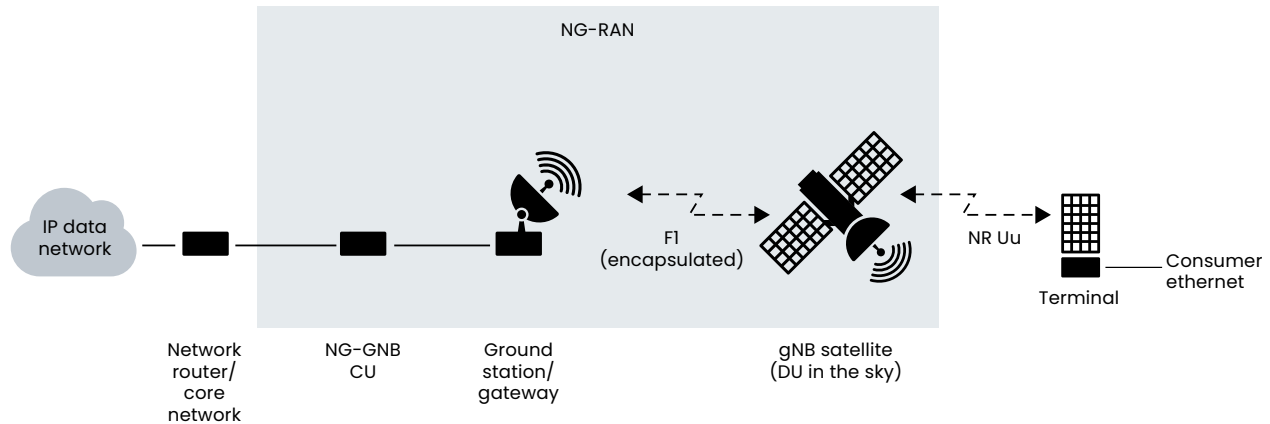 NG-RAN
IP data
network
F1
(encapsulated)
NR Uu
Consumer
ethernet
Terminal
Network
router/
core
network
NG-GNB
CU
Ground
station/
gateway
gNB satellite
(DU in the sky)